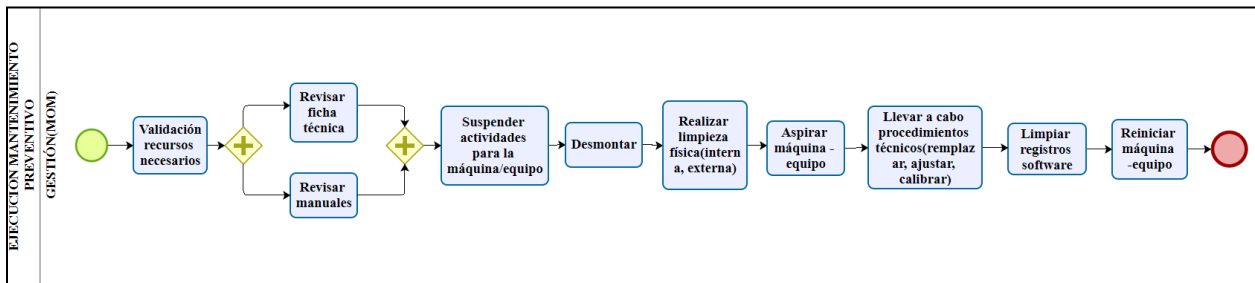 EJECUCION MANTENIMIENTO
PREVENTIVO
GESTIÓN(MOM)
Validación
recursos
necesarios
Revisar
ficha
técnica
Revisar
manuales
Suspender
actividades
para la
máquina/equipo
Desmontar
Realizar
limpieza
física(intern
a, externa)
Aspirar
máquina -
equipo
Llevar a cabo
procedimientos
técnicos(remplaz
ar, ajustar,
calibrar)
Limpiar
registros
software
Reiniciar
máquina
-equipo